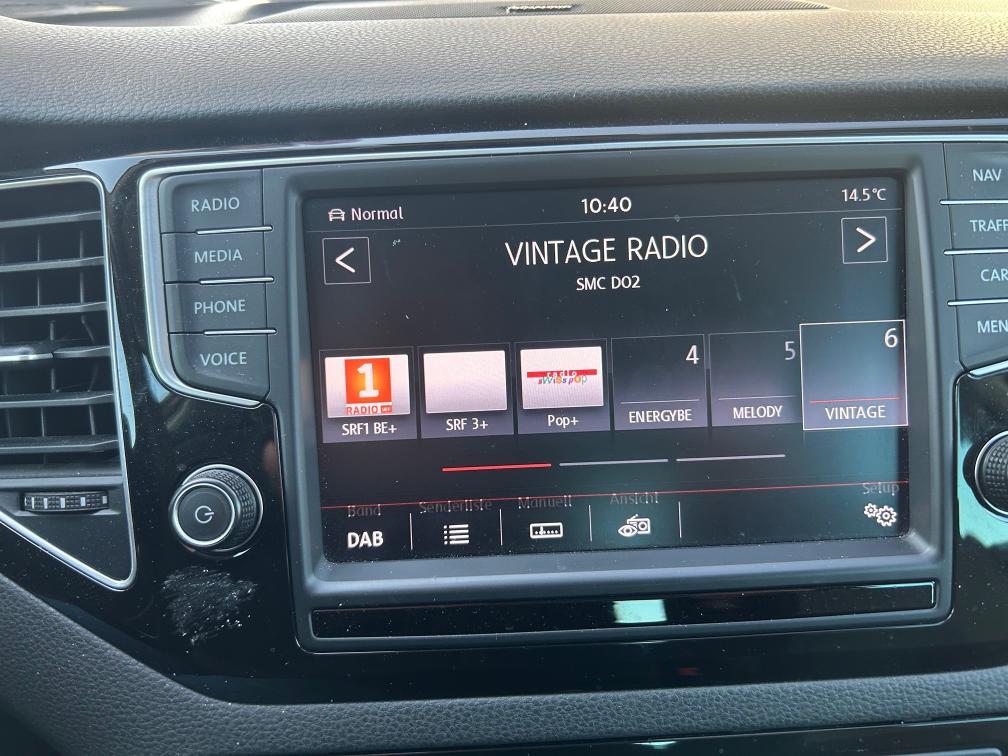 RADIO
MEDIA
PHONE
VOICE
NAV
TRAFF
CAR
MEN
Normal
10:40
14.5°C
<
VINTAGE RADIO
>
SMC D02
1
RADIO SRF
SRF1 BE+
SRF 3+
radio
swiss pop
Pop+
4
ENERGYBE
5
MELODY
6
VINTAGE
Band
Senderliste
Manuell
Ansicht
Setup
DAB